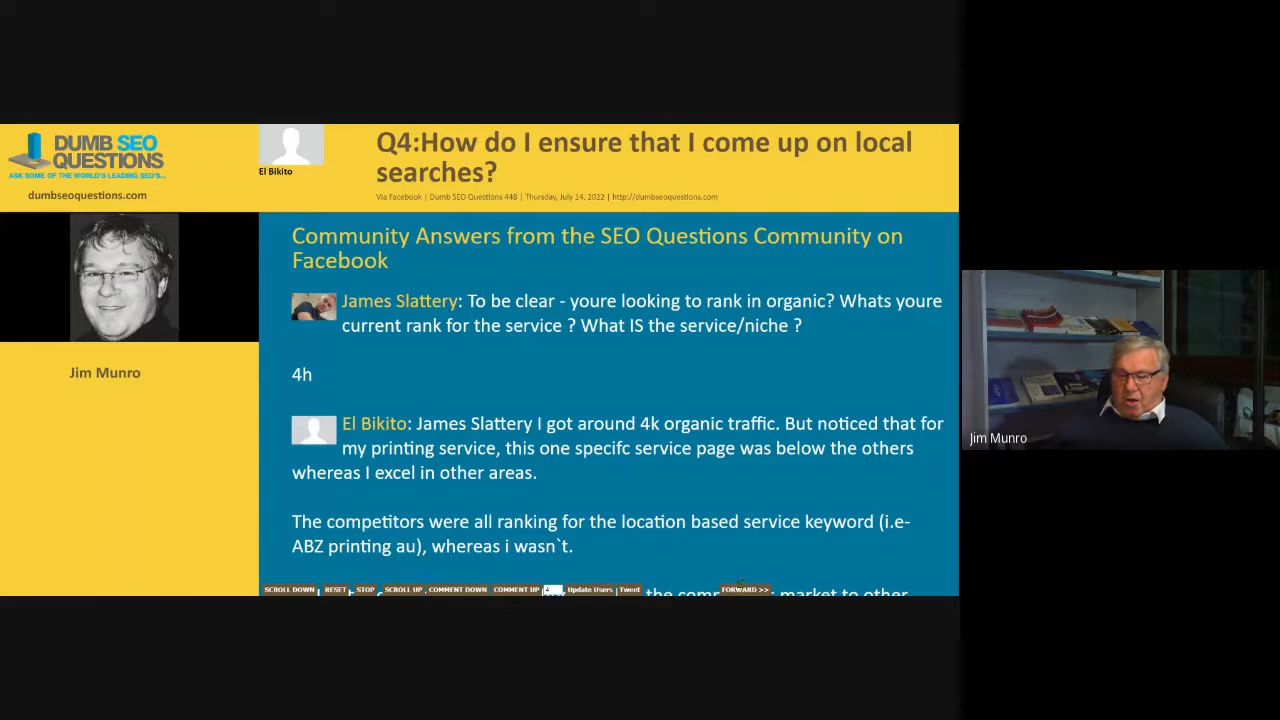 DUMB SEO
QUESTIONS
ASK SOME OF THE WORLD'S LEADING SEO'S...
dumbseoquestions.com
El Bikito
Q4:How do I ensure that I come up on local
searches?
Via Facebook | Dumb SEO Questions 448 | Thursday, July 14, 2022 | http://dumbseoquestions.com
Jim Munro
Community Answers from the SEO Questions Community on
Facebook
James Slattery: To be clear - youre looking to rank in organic? Whats youre
current rank for the service ? What IS the service/niche ?
4h
El Bikito: James Slattery I got around 4k organic traffic. But noticed that for
my printing service, this one specifc service page was below the others
whereas I excel in other areas.
The competitors were all ranking for the location based service keyword (i.e-
ABZ printing au), whereas i wasn`t.
market to other
SCROLL DOWN RESET STOP SCROLL UP COMMENT DOWN COMMENT UP 4 Update Users Tweet FORWARD >>
Jim Munro